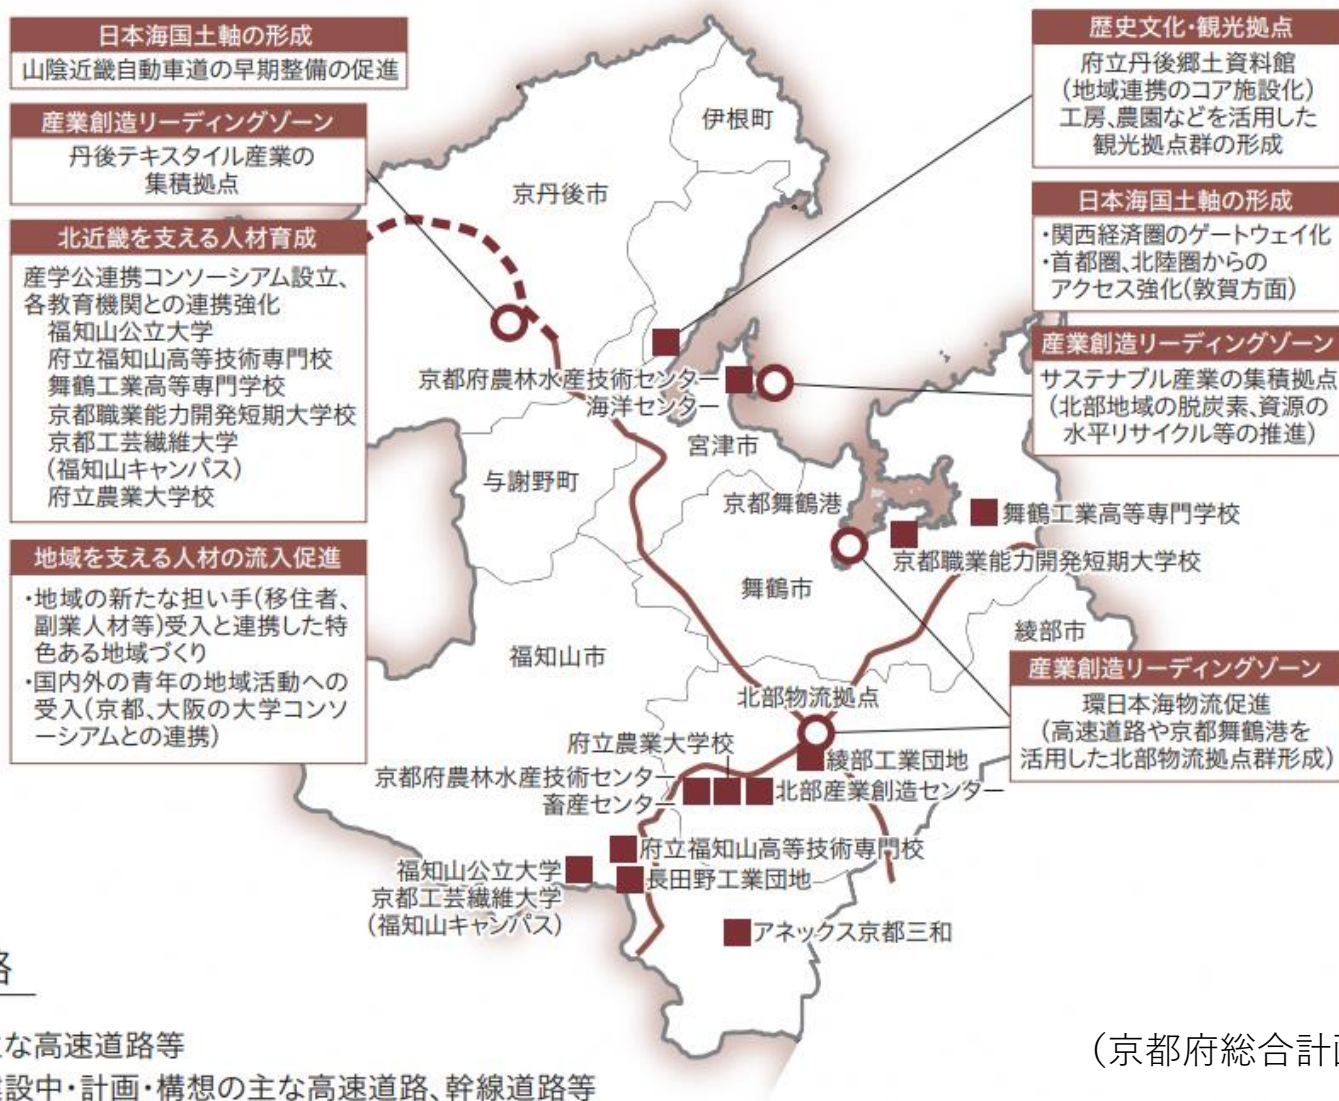 日本海国土軸の形成
山陰近畿自動車道の早期整備の促進
産業創造リーディングゾーン
丹後テキスタイル産業の
集積拠点
北近畿を支える人材育成
産学公連携コンソーシアム設立、
各教育機関との連携強化
福知山公立大学
府立福知山高等技術専門校
舞鶴工業高等専門学校
京都職業能力開発短期大学校
京都工芸繊維大学
(福知山キャンパス)
府立農業大学校
地域を支える人材の流入促進
・地域の新たな担い手(移住者、
副業人材等)受入と連携した特
色ある地域づくり
・国内外の青年の地域活動への
受入(京都、大阪の大学コンソ
ーシアムとの連携)
歴史文化・観光拠点
府立丹後郷土資料館
(地域連携のコア施設化)
工房、農園などを活用した
観光拠点群の形成
日本海国土軸の形成
・関西経済圏のゲートウェイ化
・首都圏、北陸圏からの
アクセス強化(敦賀方面)
産業創造リーディングゾーン
サステナブル産業の集積拠点
(北部地域の脱炭素、資源の
水平リサイクル等の推進)
産業創造リーディングゾーン
環日本海物流促進
(高速道路や京都舞鶴港を
活用した北部物流拠点群形成)
伊根町
京丹後市
京都府農林水産技術センター
海洋センター
宮津市
与謝野町
京都舞鶴港
舞鶴工業高等専門学校
京都職業能力開発短期大学校
舞鶴市
綾部市
福知山市
北部物流拠点
府立農業大学校
綾部工業団地
京都府農林水産技術センター
畜産センター
北部産業創造センター
府立福知山高等技術専門校
福知山公立大学
京都工芸繊維大学
(福知山キャンパス)
長田野工業団地
アネックス京都三和
路
な高速道路等
設中・計画・構想の主な高速道路、幹線道路等
(京都府総合計画